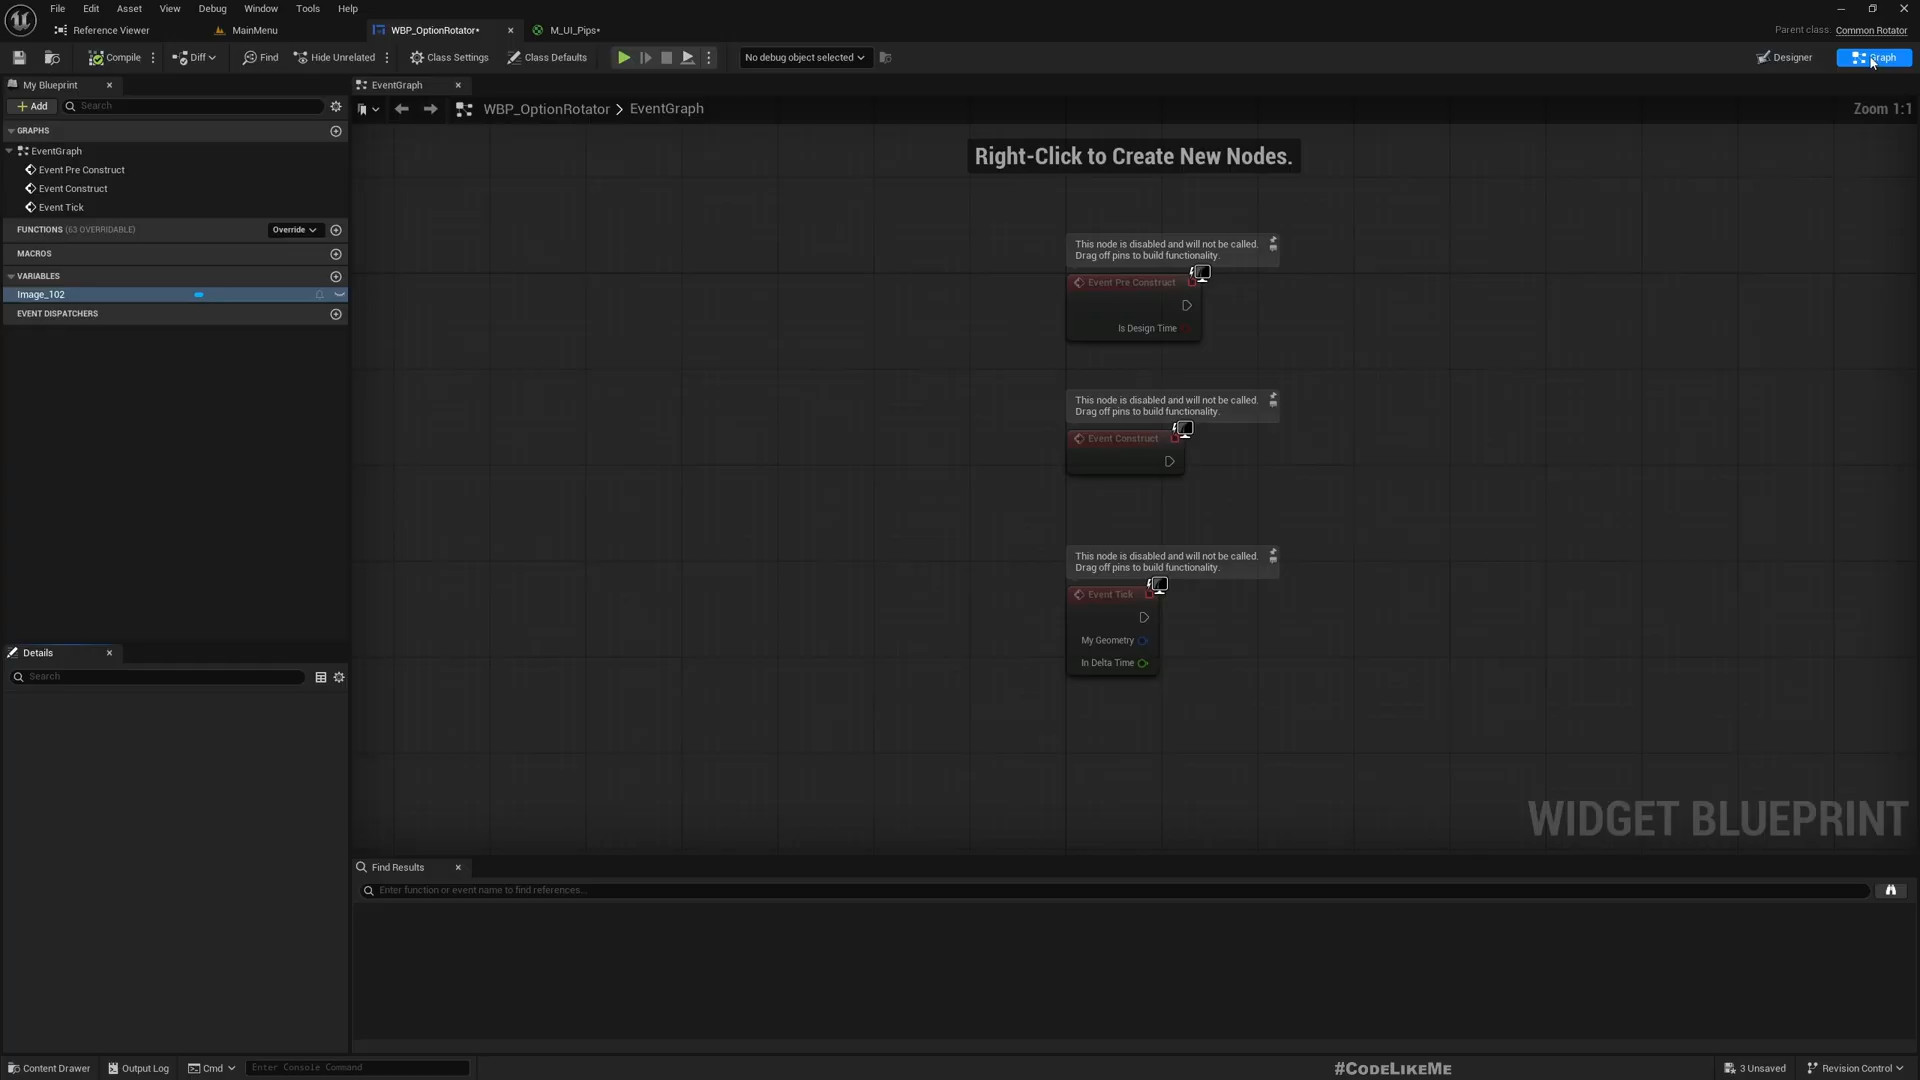 File Edit Asset View Debug Window Tools Help
Reference Viewer MainMenu WBP_OptionRotator* M_UI_Pips*
Parent class: Common Rotator
Compile Diff Find Hide Unrelated Class Settings Class Defaults No debug object selected Designer Graph
My Blueprint
EventGraph
Add Search
WBP_OptionRotator > EventGraph
Zoom 1:1
GRAPHS
EventGraph
Event Pre Construct
Event Construct
Event Tick
FUNCTIONS (63 OVERRIDABLE) Override
MACROS
VARIABLES
Image_102
EVENT DISPATCHERS
Right-Click to Create New Nodes.
This node is disabled and will not be called.
Drag off pins to build functionality.
Event Pre Construct
Is Design Time
This node is disabled and will not be called.
Drag off pins to build functionality.
Event Construct
This node is disabled and will not be called.
Drag off pins to build functionality.
Event Tick
My Geometry
In Delta Time
WIDGET BLUEPRINT
Details
Search
Find Results
Enter function or event name to find references...
Content Drawer Output Log Cmd Enter Console Command
#CodeLikeMe
3 Unsaved Revision Control